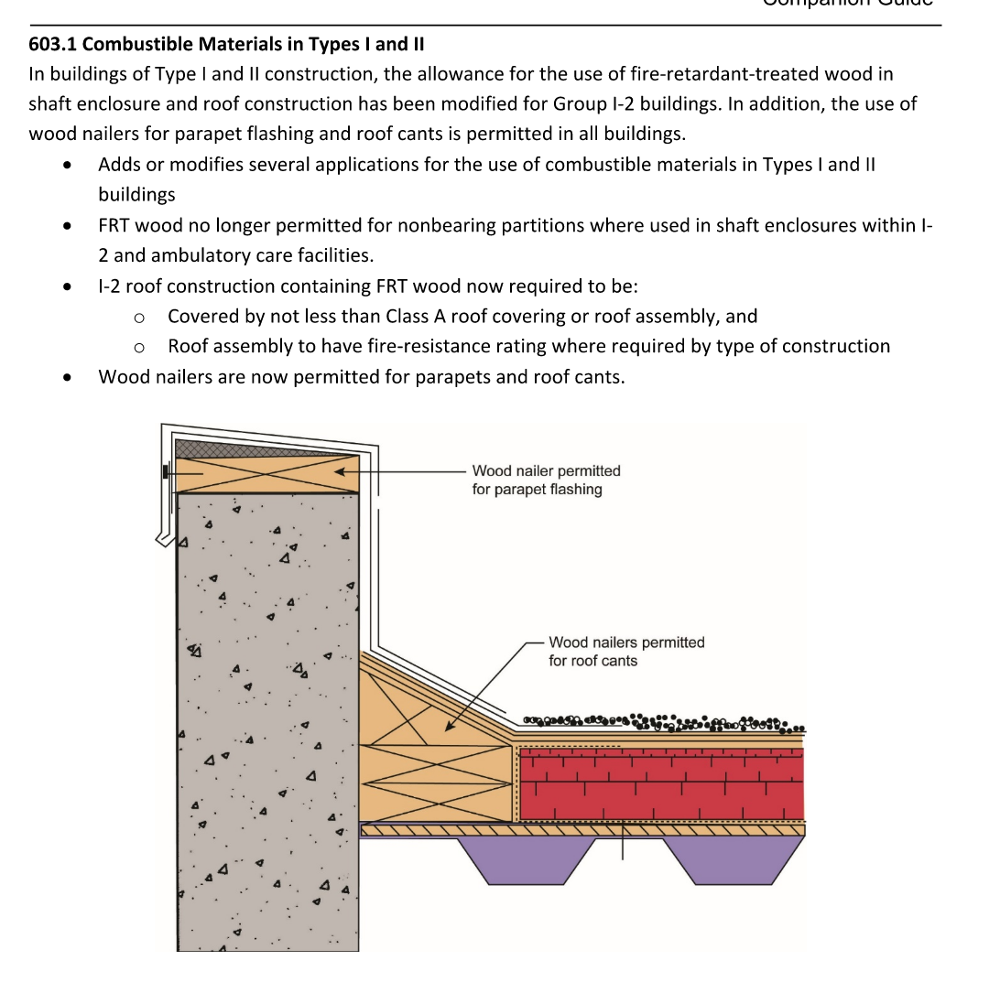 Companion Guide
603.1 Combustible Materials in Types I and II
In buildings of Type I and II construction, the allowance for the use of fire-retardant-treated wood in
shaft enclosure and roof construction has been modified for Group I-2 buildings. In addition, the use of
wood nailers for parapet flashing and roof cants is permitted in all buildings.
• Adds or modifies several applications for the use of combustible materials in Types I and II
buildings
• FRT wood no longer permitted for nonbearing partitions where used in shaft enclosures within I-
2 and ambulatory care facilities.
• I-2 roof construction containing FRT wood now required to be:
o Covered by not less than Class A roof covering or roof assembly, and
o Roof assembly to have fire-resistance rating where required by type of construction
• Wood nailers are now permitted for parapets and roof cants.
Wood nailer permitted
for parapet flashing
Wood nailers permitted
for roof cants